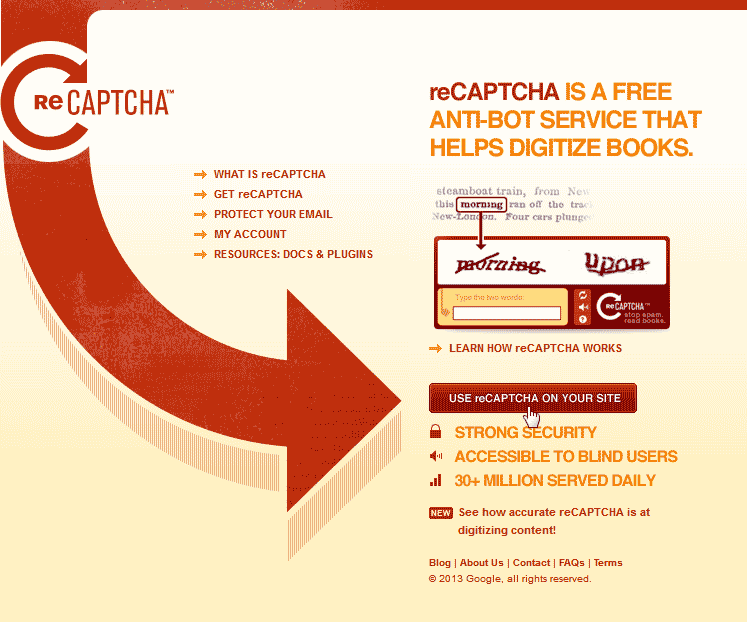 reCAPTCHA™
WHAT IS reCAPTCHA
GET reCAPTCHA
PROTECT YOUR EMAIL
MY ACCOUNT
RESOURCES: DOCS & PLUGINS
reCAPTCHA IS A FREE
ANTI-BOT SERVICE THAT
HELPS DIGITIZE BOOKS.
steamboat train, from New
this morning ran off the trac
New-London. Four cars plunge
morning upon
Type the two words:
reCAPTCHA™
stop spam.
read books.
LEARN HOW reCAPTCHA WORKS
USE reCAPTCHA ON YOUR SITE
STRONG SECURITY
ACCESSIBLE TO BLIND USERS
30+ MILLION SERVED DAILY
NEW See how accurate reCAPTCHA is at
digitizing content!
Blog | About Us | Contact | FAQs | Terms
© 2013 Google, all rights reserved.